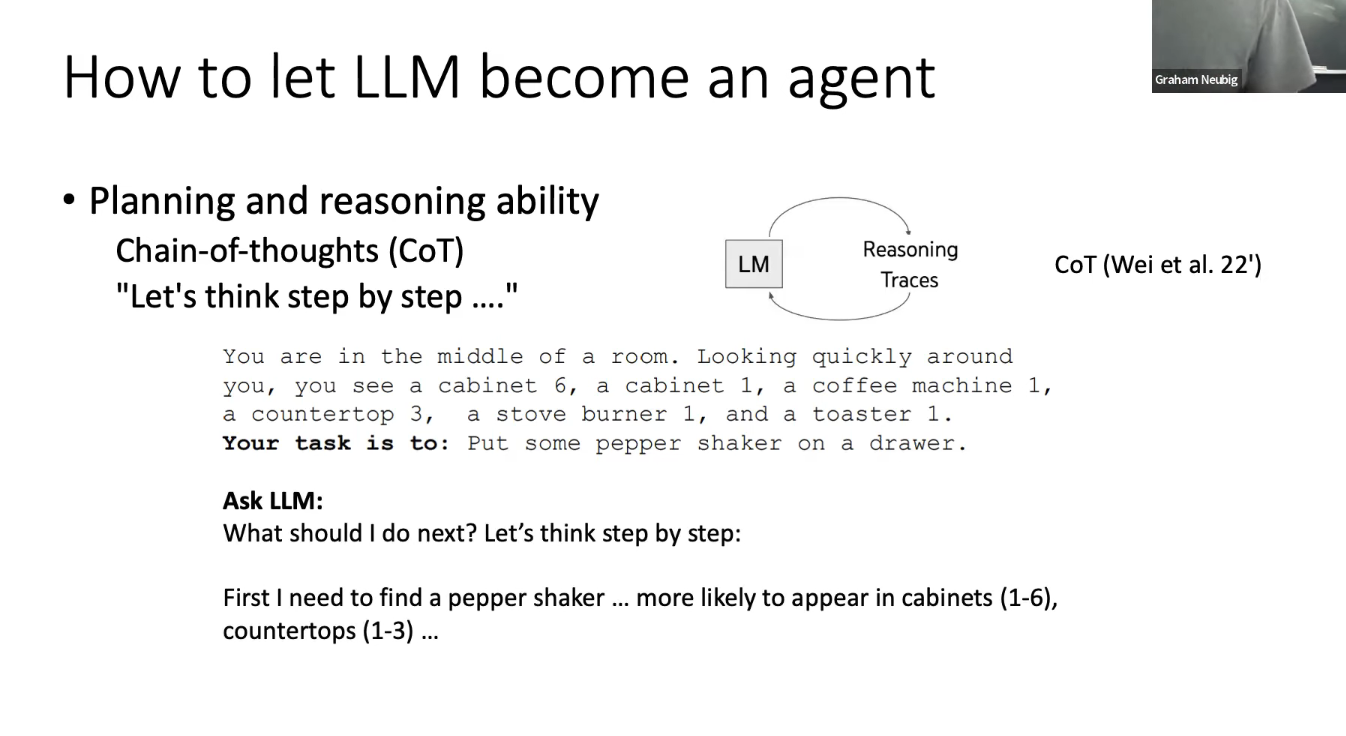 How to let LLM become an agent
Graham Neubig
• Planning and reasoning ability
Chain-of-thoughts (CoT)
"Let's think step by step ...."
LM
Reasoning
Traces
CoT (Wei et al. 22')
You are in the middle of a room. Looking quickly around
you, you see a cabinet 6, a cabinet 1, a coffee machine 1,
a countertop 3, a stove burner 1, and a toaster 1.
Your task is to: Put some pepper shaker on a drawer.
Ask LLM:
What should I do next? Let’s think step by step:
First I need to find a pepper shaker … more likely to appear in cabinets (1-6),
countertops (1-3) …